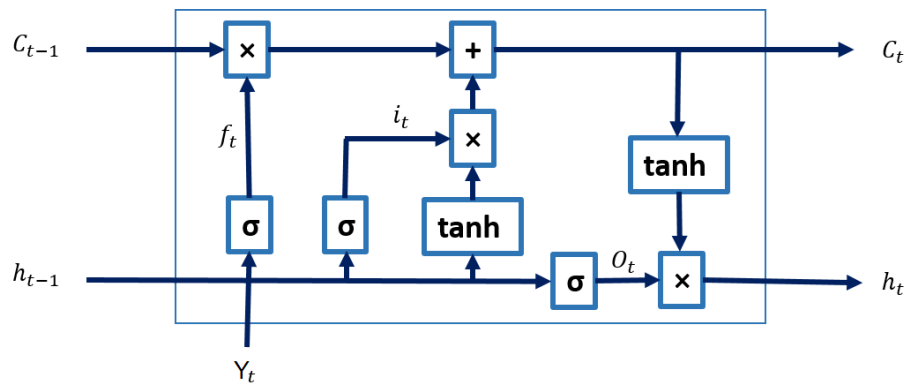 C_{t−1} × + C_t
i_t
f_t ×
tanh
σ σ tanh
h_{t−1} σ O_t × h_t
Y_t